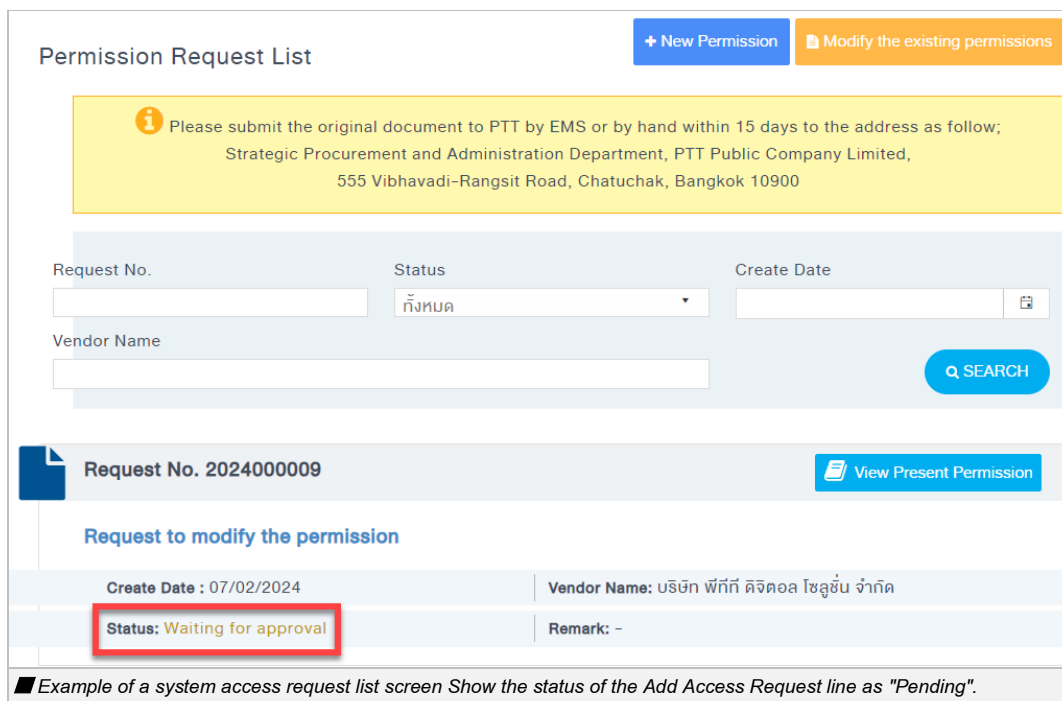 Permission Request List
+ New Permission
Modify the existing permissions
Please submit the original document to PTT by EMS or by hand within 15 days to the address as follow;
Strategic Procurement and Administration Department, PTT Public Company Limited,
555 Vibhavadi-Rangsit Road, Chatuchak, Bangkok 10900
Request No.
Status
Create Date
ทั้งหมด
Vendor Name
SEARCH
Request No. 2024000009
View Present Permission
Request to modify the permission
Create Date : 07/02/2024
Vendor Name: บริษัท พีทีที ดิจิตอล โซลูชั่น จำกัด
Status: Waiting for approval
Remark: -
Example of a system access request list screen Show the status of the Add Access Request line as "Pending".